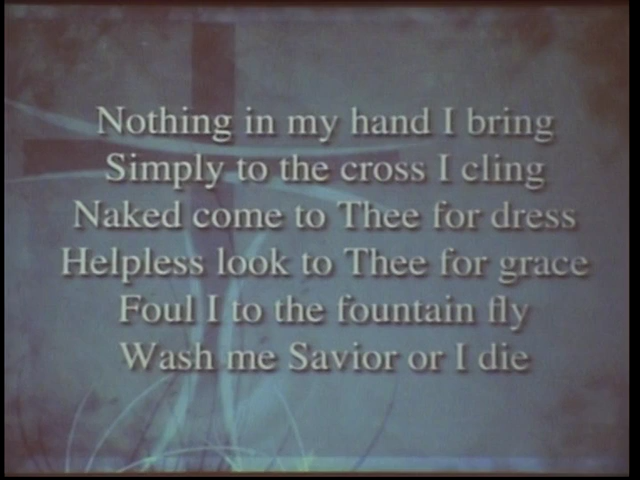 Nothing in my hand I bring
Simply to the cross I cling
Naked come to Thee for dress
Helpless look to Thee for grace
Foul I to the fountain fly
Wash me Savior or I die